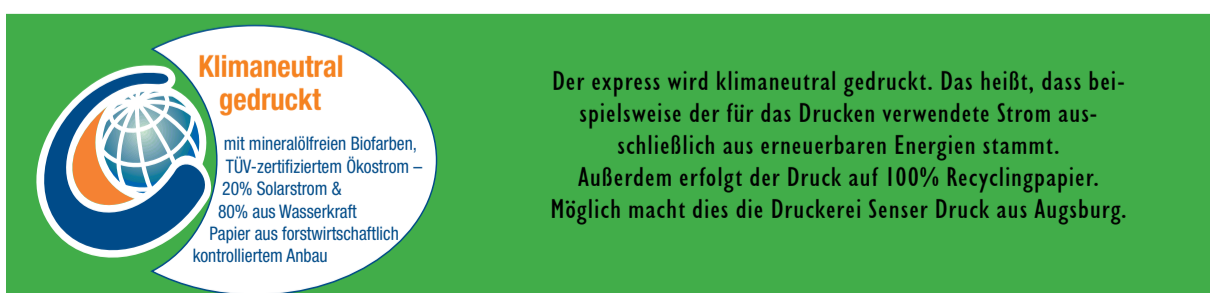 Klimaneutral
gedruckt
mit mineralölfreien Biofarben,
TÜV-zertifiziertem Ökostrom –
20% Solarstrom &
80% aus Wasserkraft
Papier aus forstwirtschaftlich
kontrolliertem Anbau
Der express wird klimaneutral gedruckt. Das heißt, dass bei-
spielsweise der für das Drucken verwendete Strom aus-
schließlich aus erneuerbaren Energien stammt.
Außerdem erfolgt der Druck auf 100% Recyclingpapier.
Möglich macht dies die Druckerei Senser Druck aus Augsburg.